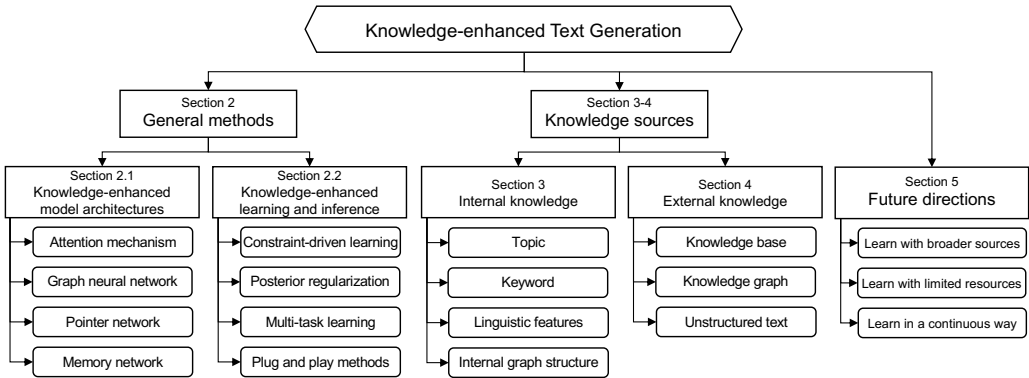 Knowledge-enhanced Text Generation
Section 2
General methods
Section 3-4
Knowledge sources
Section 2.1
Knowledge-enhanced
model architectures
Attention mechanism
Graph neural network
Pointer network
Memory network
Section 2.2
Knowledge-enhanced
learning and inference
Constraint-driven learning
Posterior regularization
Multi-task learning
Plug and play methods
Section 3
Internal knowledge
Topic
Keyword
Linguistic features
Internal graph structure
Section 4
External knowledge
Knowledge base
Knowledge graph
Unstructured text
Section 5
Future directions
Learn with broader sources
Learn with limited resources
Learn in a continuous way